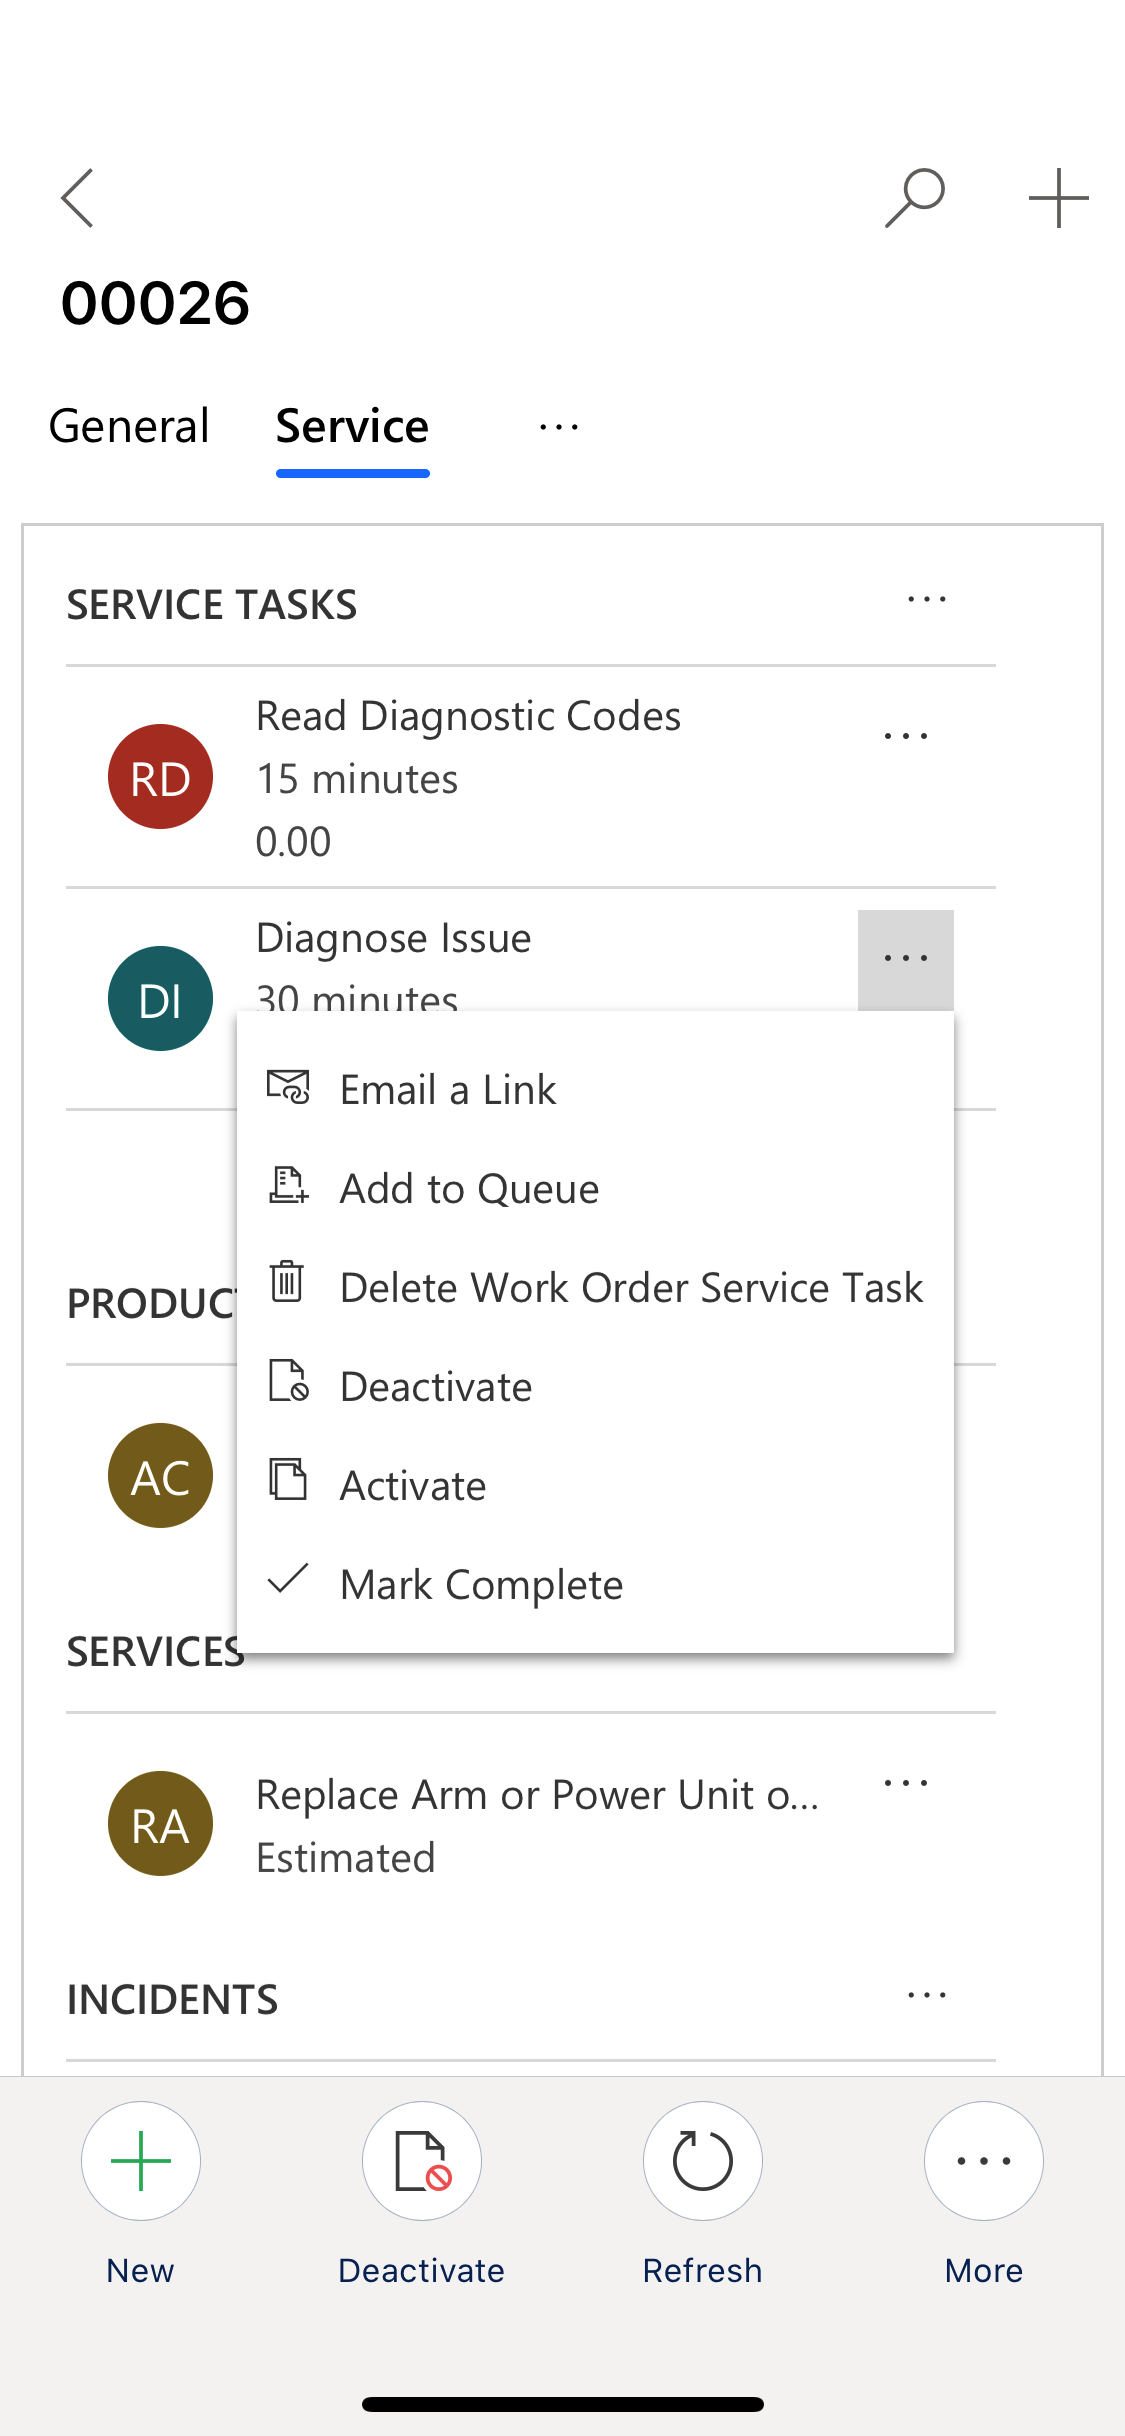 00026
General Service ...
SERVICE TASKS ...
RD
Read Diagnostic Codes ...
15 minutes
0.00
DI
Diagnose Issue ...
30 minutes
Email a Link
Add to Queue
Delete Work Order Service Task
Deactivate
Activate
Mark Complete
PRODUCT
AC
SERVICES
RA
Replace Arm or Power Unit o... ...
Estimated
INCIDENTS ...
New Deactivate Refresh More